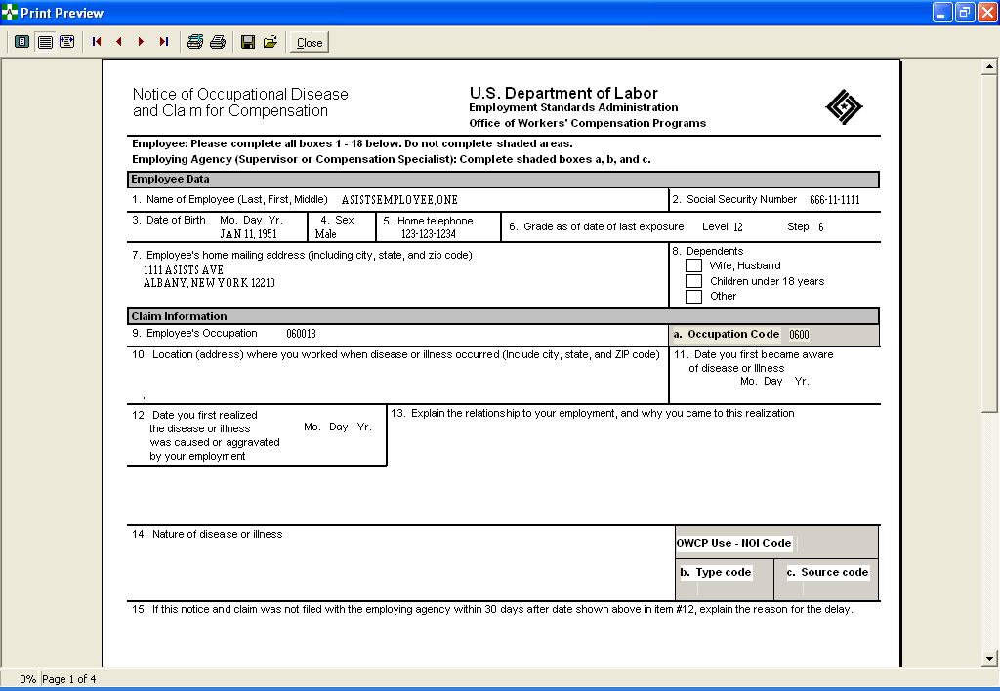 Print Preview
Close
Notice of Occupational Disease
and Claim for Compensation
U.S. Department of Labor
Employment Standards Administration
Office of Workers' Compensation Programs
Employee: Please complete all boxes 1 - 18 below. Do not complete shaded areas.
Employing Agency (Supervisor or Compensation Specialist): Complete shaded boxes a, b, and c.
Employee Data
1. Name of Employee (Last, First, Middle) ASISTSEMPLOYEE,ONE
2. Social Security Number 666-11-1111
3. Date of Birth Mo. Day Yr.
JAN 11, 1951
4. Sex
Male
5. Home telephone
123-123-1234
6. Grade as of date of last exposure Level 12 Step 6
7. Employee's home mailing address (including city, state, and zip code)
1111 ASISTS AVE
ALBANY, NEW YORK 12210
8. Dependents
Wife, Husband
Children under 18 years
Other
Claim Information
9. Employee's Occupation 060013
a. Occupation Code 0600
10. Location (address) where you worked when disease or illness occurred (Include city, state, and ZIP code)
,
11. Date you first became aware
of disease or Illness
Mo. Day Yr.
12. Date you first realized
the disease or illness
was caused or aggravated
by your employment
Mo. Day Yr.
13. Explain the relationship to your employment, and why you came to this realization
14. Nature of disease or illness
OWCP Use - NOI Code
b. Type code
c. Source code
15. If this notice and claim was not filed with the employing agency within 30 days after date shown above in item #12, explain the reason for the delay.
0% Page 1 of 4